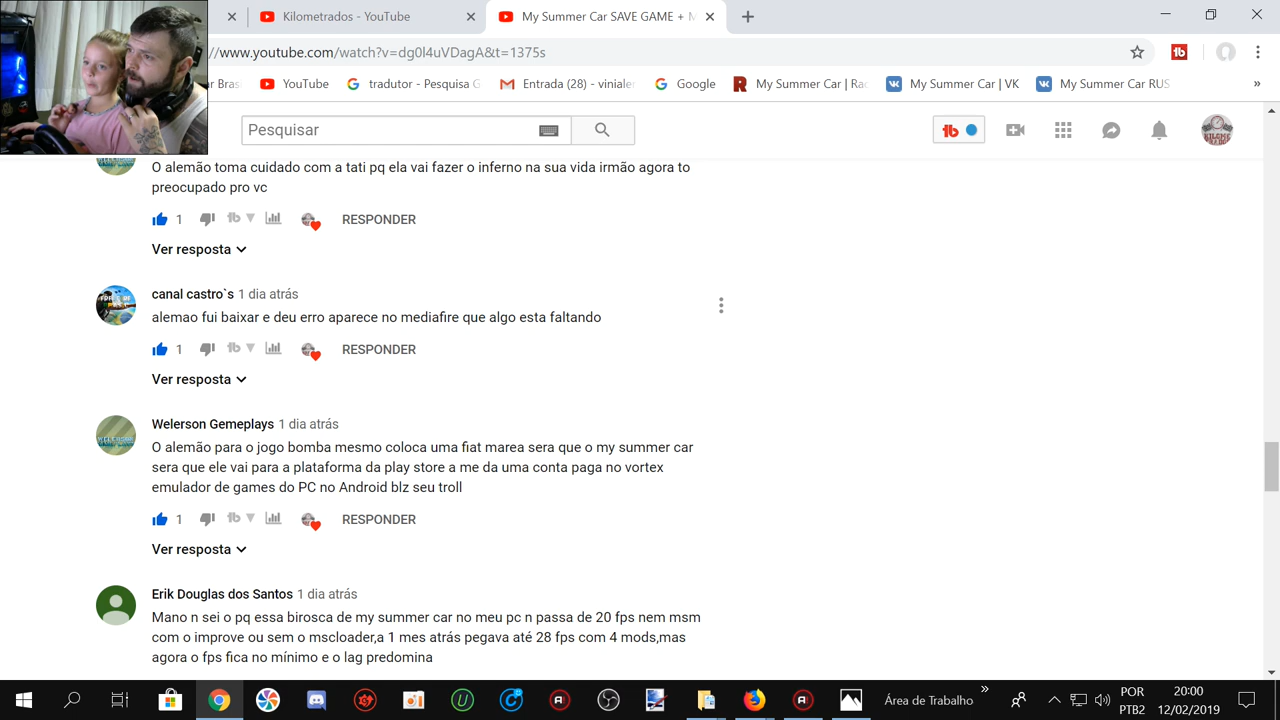 Kilometrados - YouTube
My Summer Car SAVE GAME +
//www.youtube.com/watch?v=dg0l4uVDagA&t=1375s
ar Bras
YouTube
tradutor - Pesquisa G
Entrada (28) - vinialer
Google
My Summer Car | Ra
My Summer Car | VK
My Summer Car RUS
»
Pesquisar
O alemão toma cuidado com a tati pq ela vai fazer o inferno na sua vida irmão agora to
preocupado pro vc
1
RESPONDER
Ver resposta
canal castro`s 1 dia atrás
alemao fui baixar e deu erro aparece no mediafire que algo esta faltando
1
RESPONDER
Ver resposta
Welerson Gemeplays 1 dia atrás
O alemão para o jogo bomba mesmo coloca uma fiat marea sera que o my summer car
sera que ele vai para a plataforma da play store a me da uma conta paga no vortex
emulador de games do PC no Android blz seu troll
1
RESPONDER
Ver resposta
Erik Douglas dos Santos 1 dia atrás
Mano n sei o pq essa birosca de my summer car no meu pc n passa de 20 fps nem msm
com o improve ou sem o mscloader,a 1 mes atrás pegava até 28 fps com 4 mods,mas
agora o fps fica no mínimo e o lag predomina
Área de Trabalho
»
POR
PTB2
20:00
12/02/2019